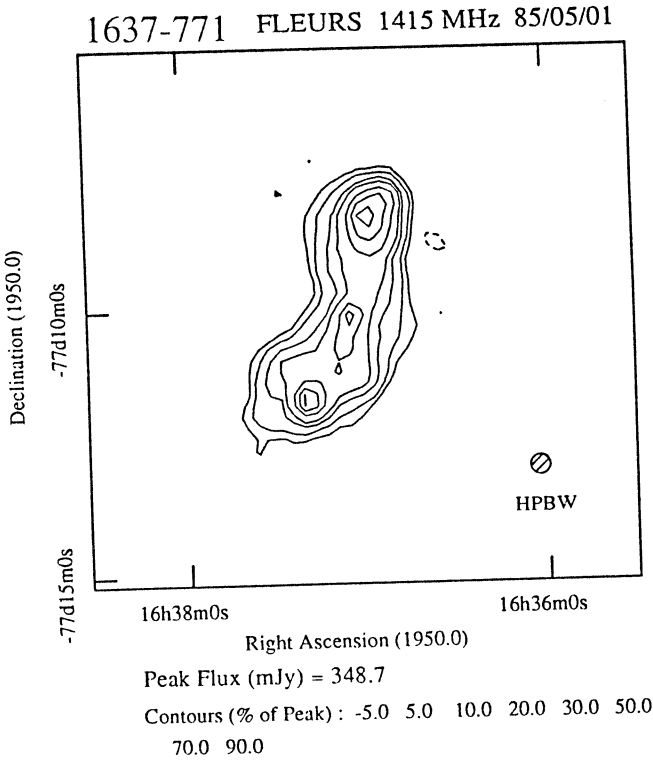 1637-771 FLEURS 1415 MHz 85/05/01
Declination (1950.0)
-77d10m0s
-77d15m0s
HPBW
16h38m0s 16h36m0s
Right Ascension (1950.0)
Peak Flux (mJy) = 348.7
Contours (% of Peak) : -5.0 5.0 10.0 20.0 30.0 50.0
70.0 90.0